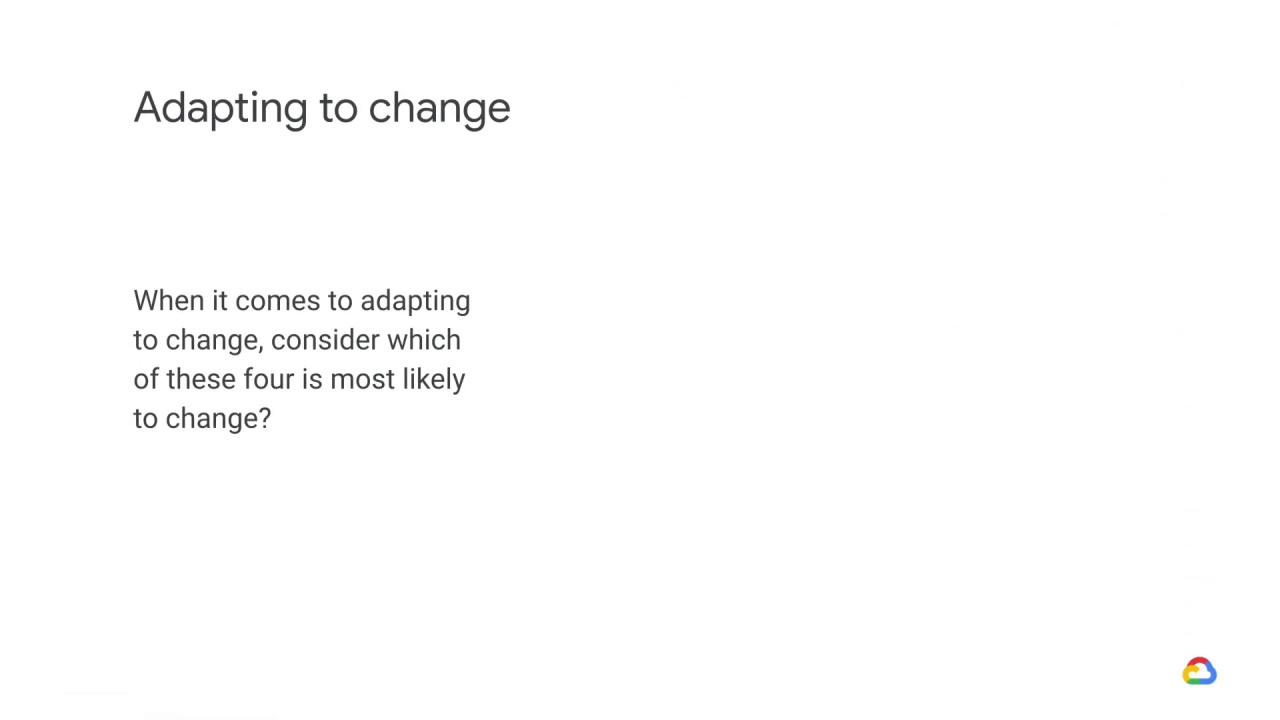 Adapting to change
When it comes to adapting
to change, consider which
of these four is most likely
to change?